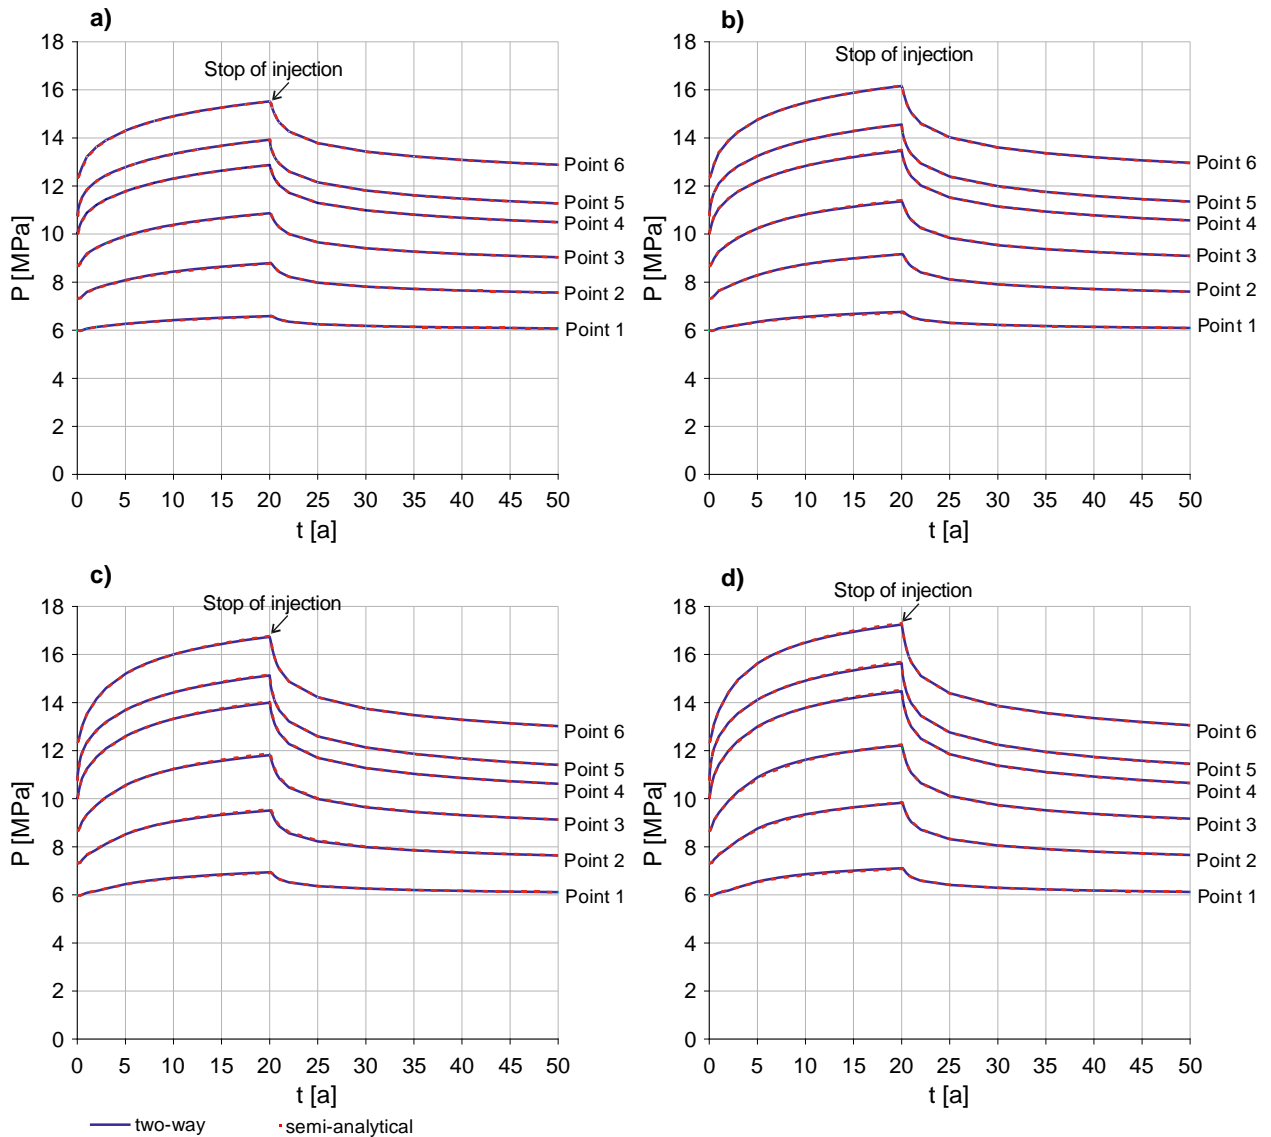 a)
18
16
14
12
10
8
6
4
2
0
P [MPa]
Stop of injection
Point 6
Point 5
Point 4
Point 3
Point 2
Point 1
0 5 10 15 20 25 30 35 40 45 50
t [a]
b)
18
16
14
12
10
8
6
4
2
0
P [MPa]
Stop of injection
Point 6
Point 5
Point 4
Point 3
Point 2
Point 1
0 5 10 15 20 25 30 35 40 45 50
t [a]
c)
18
16
14
12
10
8
6
4
2
0
P [MPa]
Stop of injection
Point 6
Point 5
Point 4
Point 3
Point 2
Point 1
0 5 10 15 20 25 30 35 40 45 50
t [a]
d)
18
16
14
12
10
8
6
4
2
0
P [MPa]
Stop of injection
Point 6
Point 5
Point 4
Point 3
Point 2
Point 1
0 5 10 15 20 25 30 35 40 45 50
t [a]
two-way semi-analytical